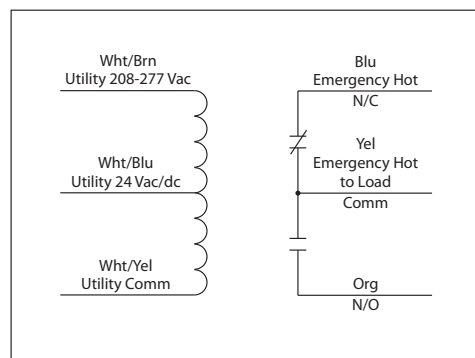 Wht/Brn
Utility 208-277 Vac
Wht/Blu
Utility 24 Vac/dc
Wht/Yel
Utility Comm
Blu
Emergency Hot
N/C
Yel
Emergency Hot
to Load
Comm
Org
N/O